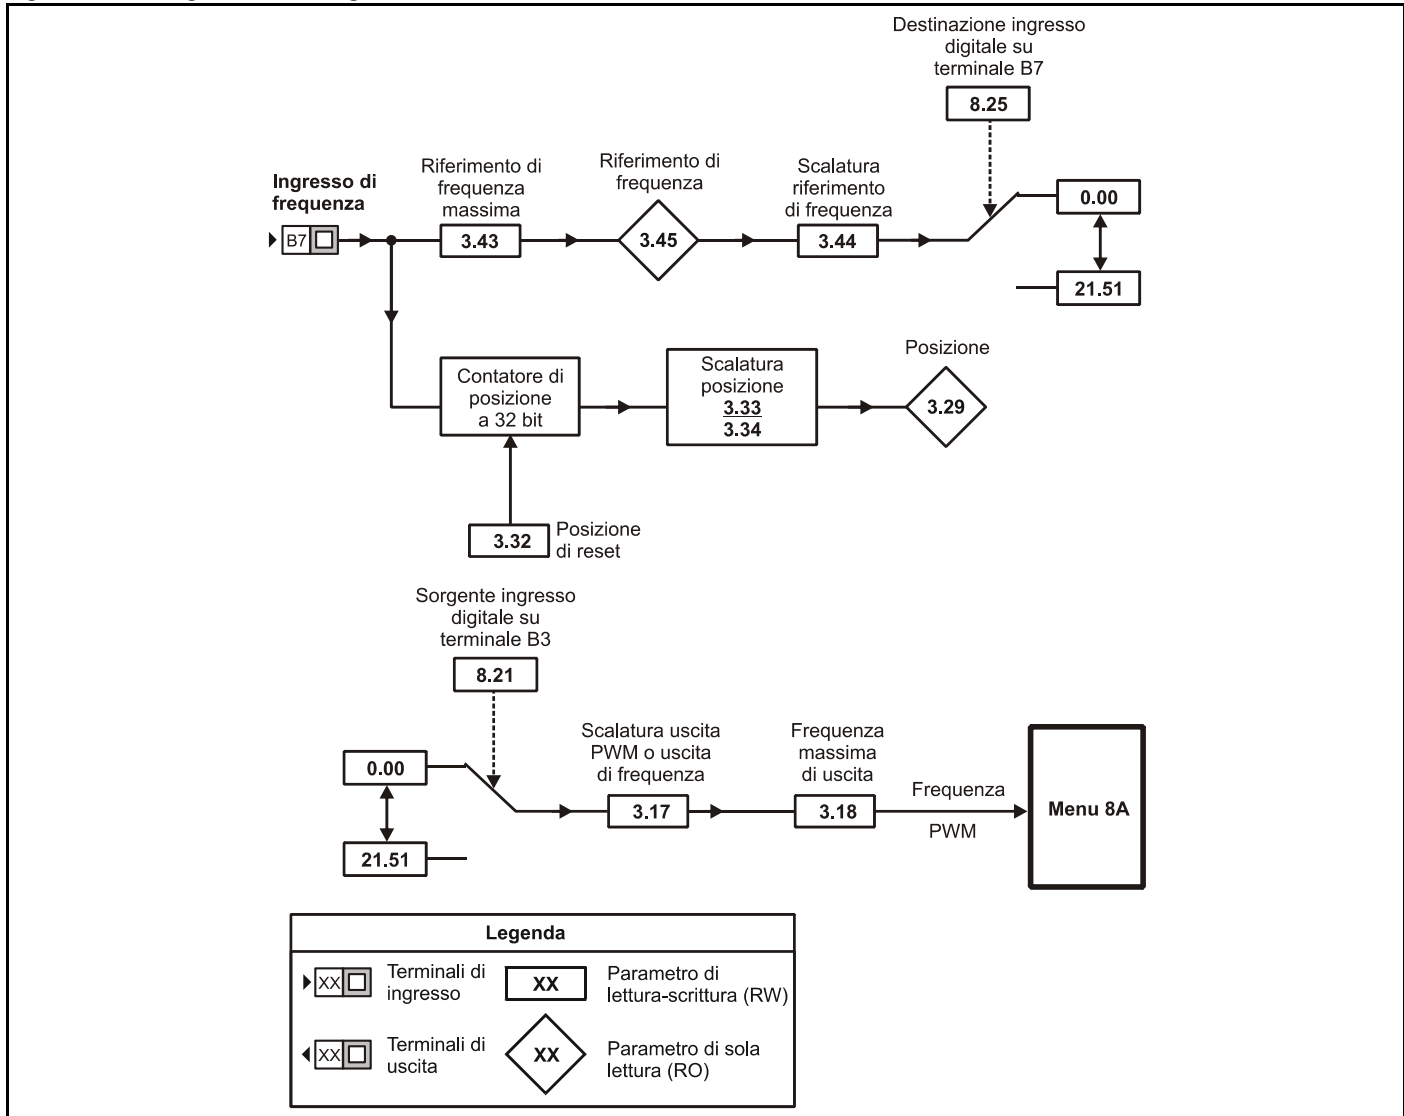 Destinazione ingresso
digitale su
terminale B7
8.25
Ingresso di
frequenza
B7
Riferimento di
frequenza
massima
3.43
Riferimento di
frequenza
3.45
Scalatura
riferimento
di frequenza
3.44
0.00
21.51
Contatore di
posizione
a 32 bit
Scalatura
posizione
3.33
3.34
Posizione
3.29
3.32
Posizione
di reset
Sorgente ingresso
digitale su
terminale B3
8.21
0.00
21.51
Scalatura uscita
PWM o uscita
di frequenza
3.17
Frequenza
massima
di uscita
3.18
Frequenza
PWM
Menu 8A
Legenda
XX
Terminali di
ingresso
XX
Parametro di
lettura-scrittura (RW)
XX
Terminali di
uscita
XX
Parametro di sola
lettura (RO)